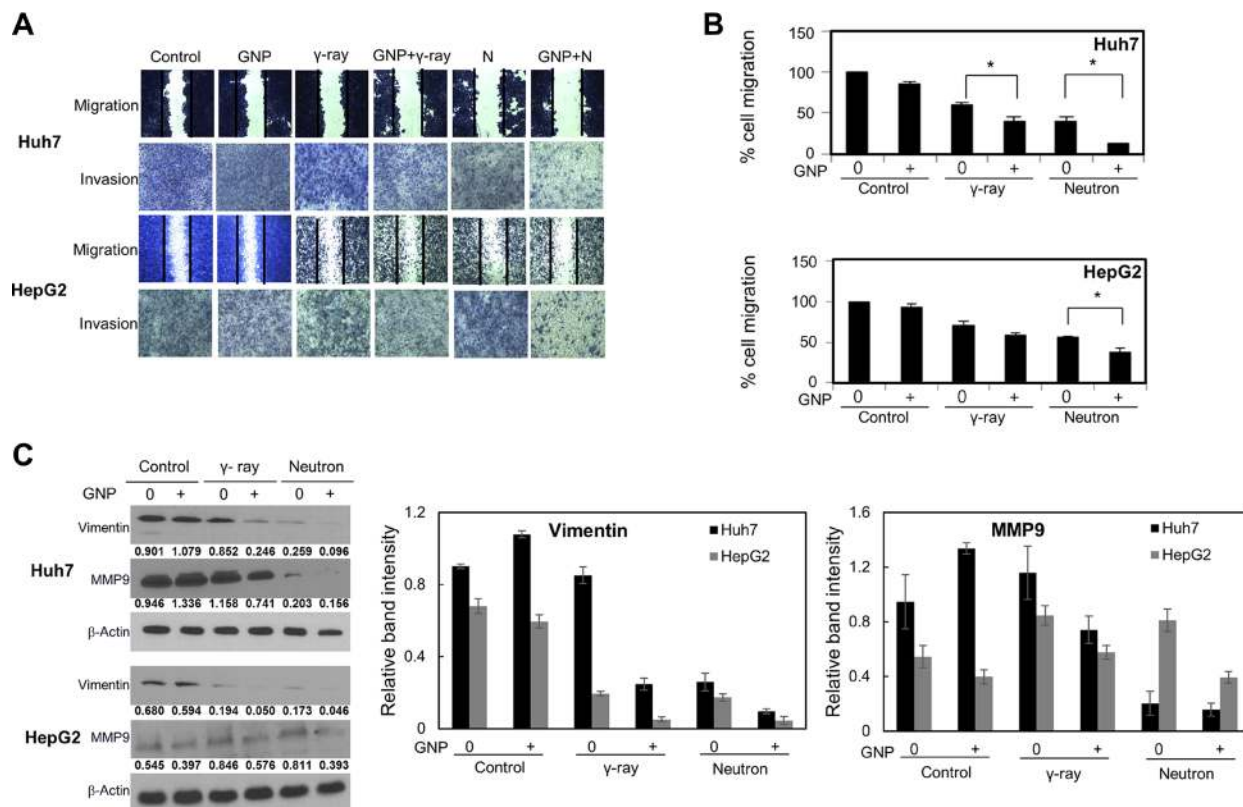 A
Control GNP γ-ray GNP+γ-ray N GNP+N
Migration
Huh7
Invasion
Migration
HepG2
Invasion
B
Huh7
% cell migration
150
100
50
0
GNP 0 + 0 + 0 +
Control γ-ray Neutron
* *
HepG2
% cell migration
150
100
50
0
GNP 0 + 0 + 0 +
Control γ-ray Neutron
*
C
Control γ- ray Neutron
GNP 0 + 0 + 0 +
Vimentin
0.901 1.079 0.852 0.246 0.259 0.096
Huh7
MMP9
0.946 1.336 1.158 0.741 0.203 0.156
β-Actin
Vimentin
0.680 0.594 0.194 0.050 0.173 0.046
HepG2
MMP9
0.545 0.397 0.846 0.576 0.811 0.393
β-Actin
Vimentin
Huh7
HepG2
Relative band intensity
1.2
0.8
0.4
0
GNP 0 + 0 + 0 +
Control γ-ray Neutron
MMP9
Huh7
HepG2
Relative band intensity
1.6
1.2
0.8
0.4
0
GNP 0 + 0 + 0 +
Control γ-ray Neutron